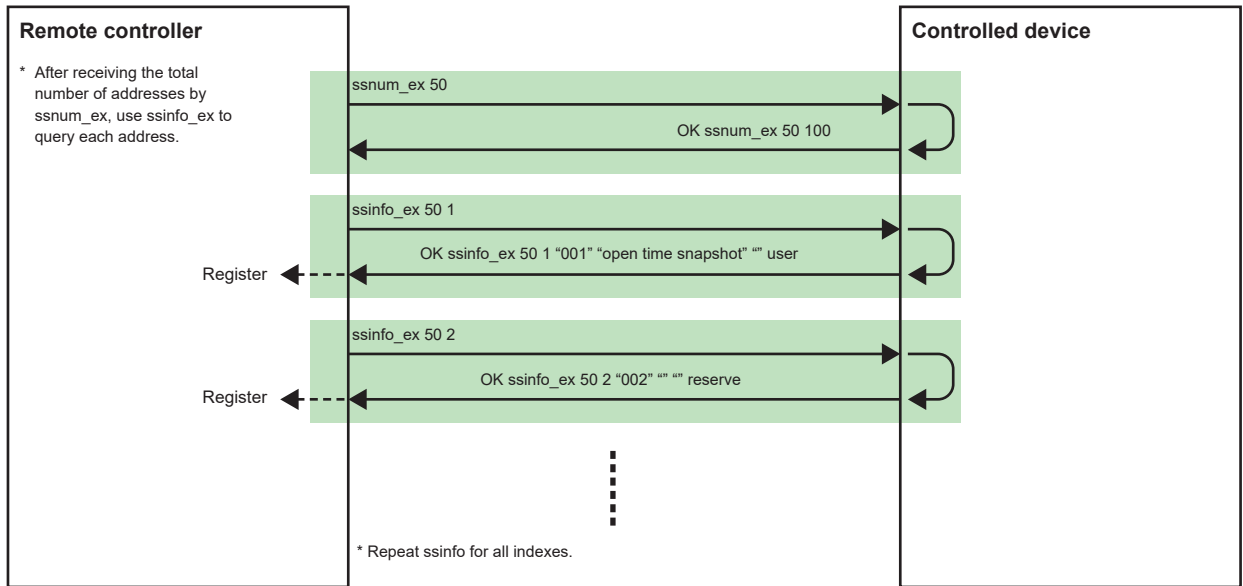 Remote controller
* After receiving the total
number of addresses by
ssnum_ex, use ssinfo_ex to
query each address.
Controlled device
ssnum_ex 50
OK ssnum_ex 50 100
ssinfo_ex 50 1
OK ssinfo_ex 50 1 “001” “open time snapshot” “” user
Register
ssinfo_ex 50 2
OK ssinfo_ex 50 2 “002” “” “” reserve
Register
* Repeat ssinfo for all indexes.